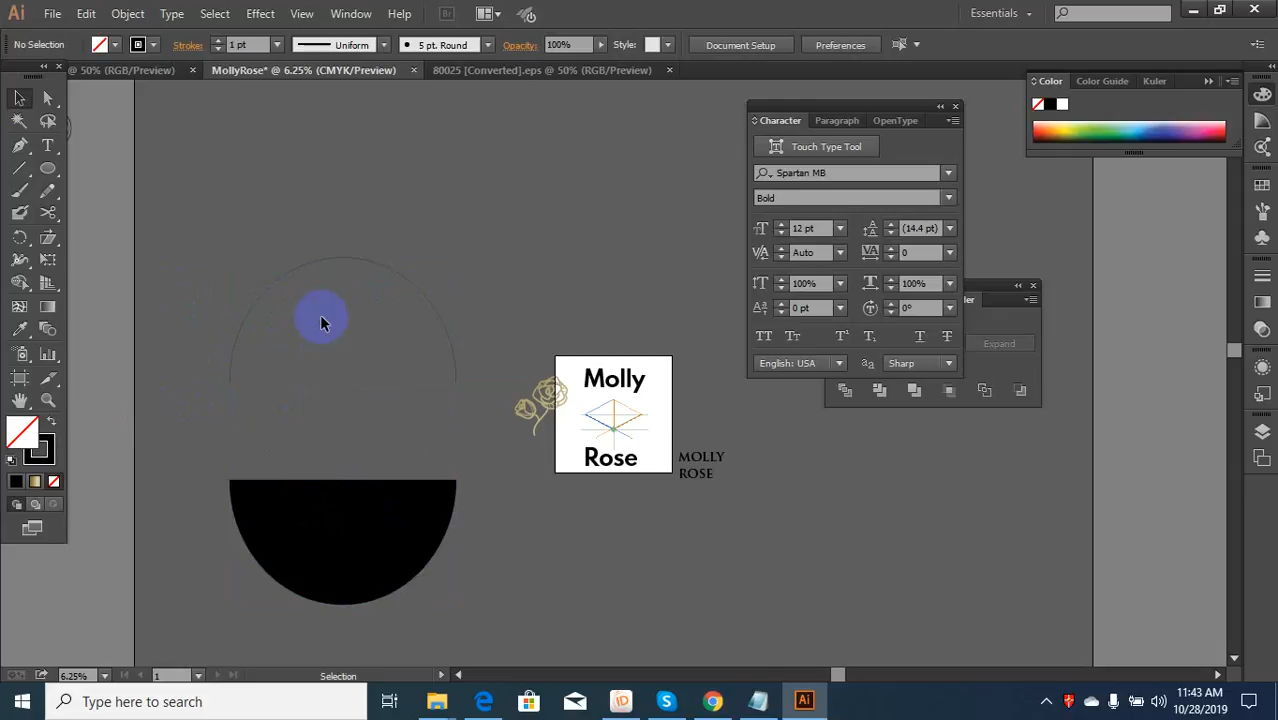 Ai File Edit Object Type Select Effect View Window Help Br Essentials
No Selection Stroke: 1 pt Uniform 5 pt. Round Opacity: 100% Style: Document Setup Preferences
@ 50% (RGB/Preview) MollyRose* @ 6.25% (CMYK/Preview) 80025 [Converted].eps @ 50% (RGB/Preview)
Color Color Guide Kuler
Character Paragraph OpenType
Touch Type Tool
Spartan MB
Bold
12 pt (14.4 pt)
Auto 0
100% 100%
0 pt 0°
English: USA Sharp
Expand
Molly
Rose
MOLLY
ROSE
6.25% 1 Selection
Type here to search
iD
Ai
11:43 AM
10/28/2019